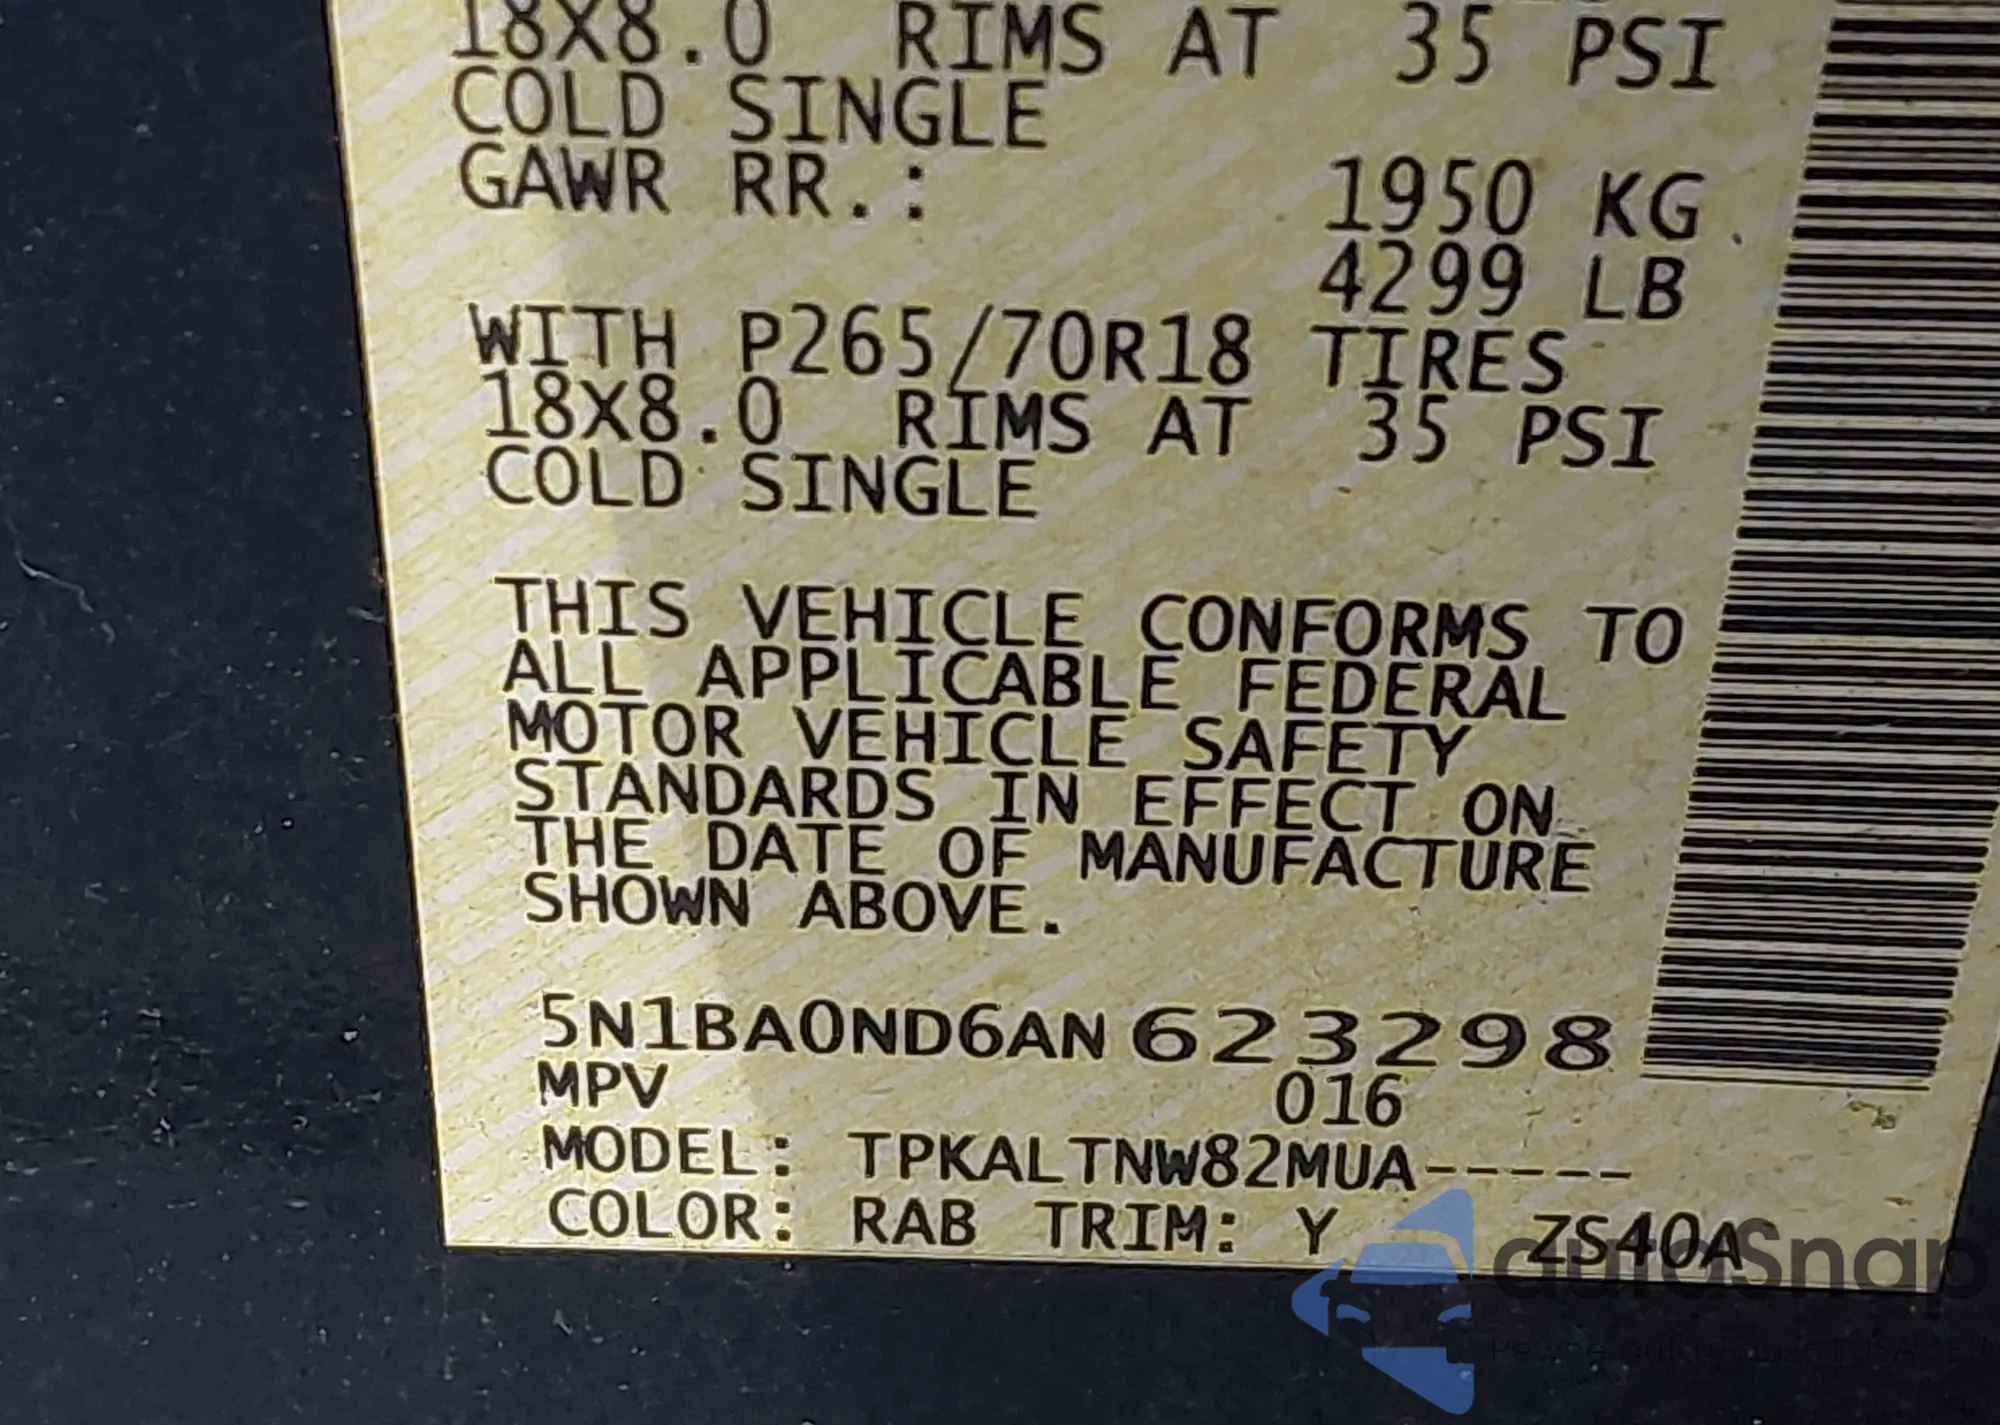 18X8.0 RIMS AT 35 PSI
COLD SINGLE
GAWR RR.: 1950 KG
4299 LB
WITH P265/70R18 TIRES
18X8.0 RIMS AT 35 PSI
COLD SINGLE
THIS VEHICLE CONFORMS TO
ALL APPLICABLE FEDERAL
MOTOR VEHICLE SAFETY
STANDARDS IN EFFECT ON
THE DATE OF MANUFACTURE
SHOWN ABOVE.
5N1BA0ND6AN623298
MPV 016
MODEL: TPKALTNW82MUA-----
COLOR: RAB TRIM: Y ZS40A
autoSnap